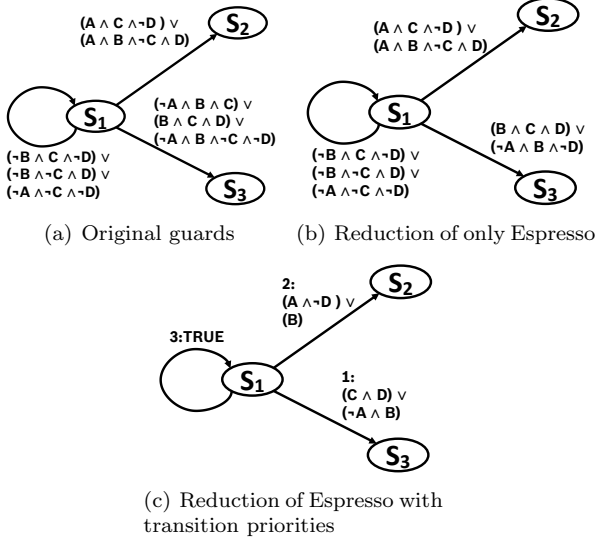 (A ∧ C ∧¬D ) ∨
(A ∧ B ∧¬C ∧ D)
S2
S1
(¬A ∧ B ∧ C) ∨
(B ∧ C ∧ D) ∨
(¬A ∧ B ∧¬C ∧¬D)
(¬B ∧ C ∧¬D) ∨
(¬B ∧¬C ∧ D) ∨
(¬A ∧¬C ∧¬D)
S3
(a) Original guards
(A ∧ C ∧¬D ) ∨
(A ∧ B ∧¬C ∧ D)
S2
S1
(B ∧ C ∧ D) ∨
(¬A ∧ B ∧¬D)
(¬B ∧ C ∧¬D) ∨
(¬B ∧¬C ∧ D) ∨
(¬A ∧¬C ∧¬D)
S3
(b) Reduction of only Espresso
2:
(A ∧¬D ) ∨
(B)
S2
3:TRUE
S1
1:
(C ∧ D) ∨
(¬A ∧ B)
S3
(c) Reduction of Espresso with
transition priorities